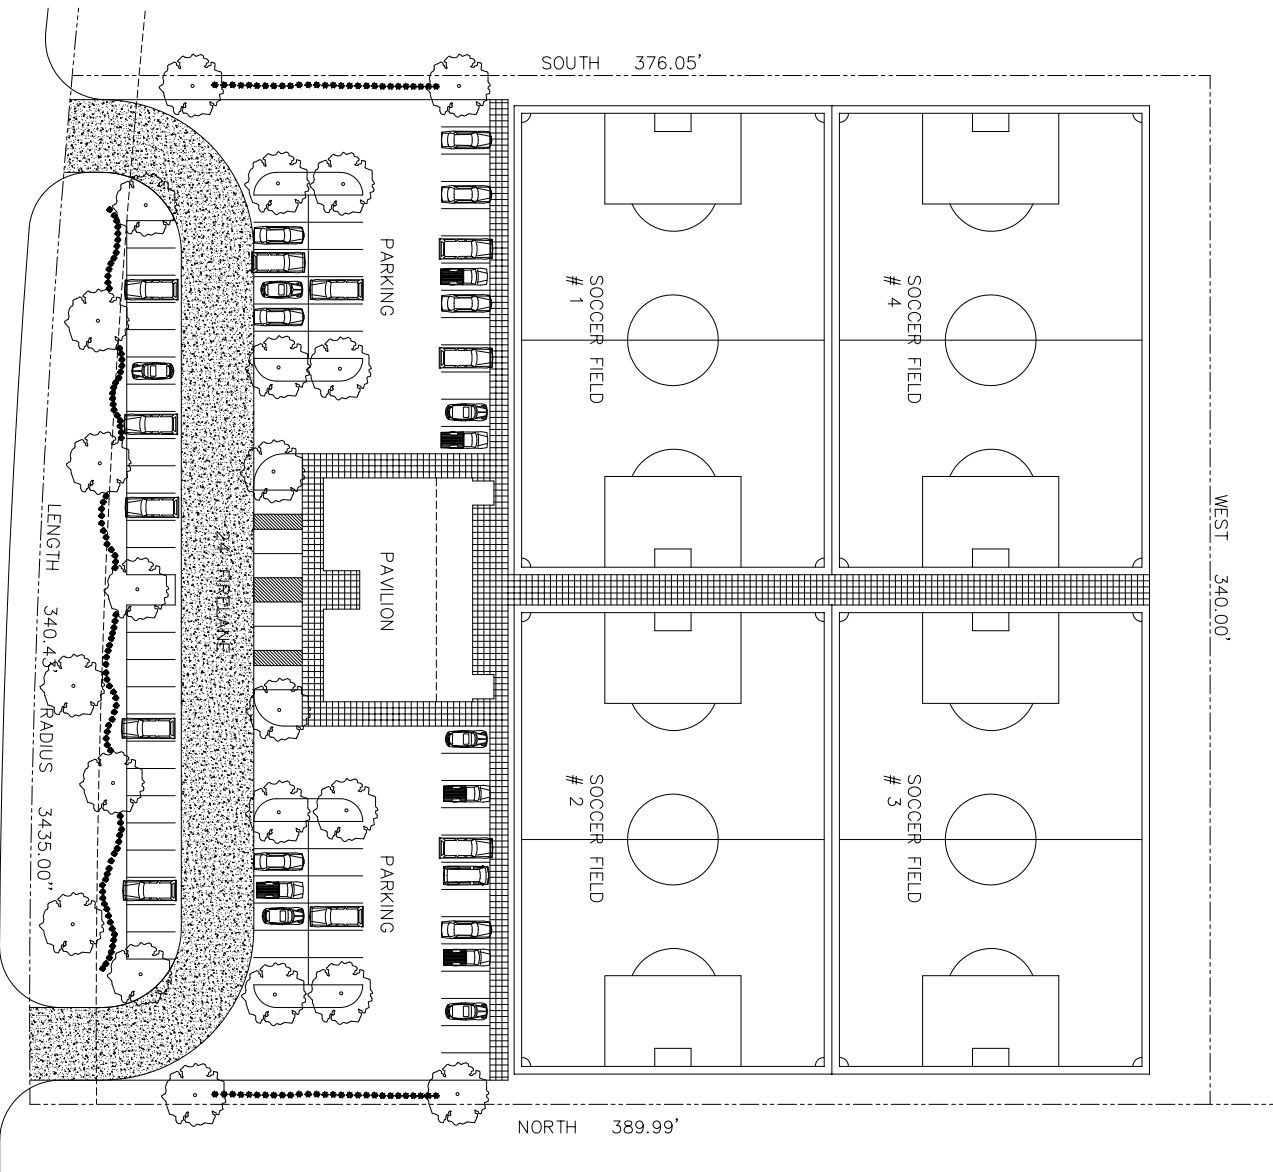 SOUTH 376.05'
PARKING
SOCCER FIELD
# 1
SOCCER FIELD
# 4
WEST 340.00'
LENGTH 340.43' RADIUS 3435.00"
24' FIRELANE
PAVILION
PARKING
SOCCER FIELD
# 2
SOCCER FIELD
# 3
NORTH 389.99'